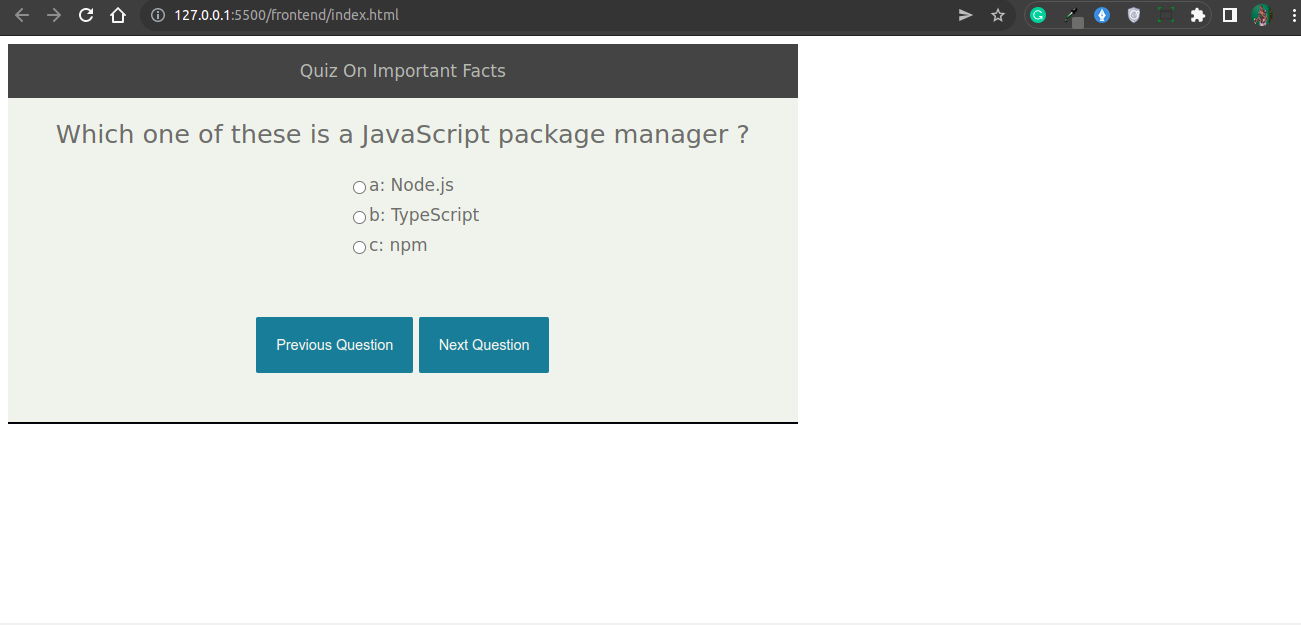 127.0.0.1:5500/frontend/index.html
Quiz On Important Facts
Which one of these is a JavaScript package manager ?
a: Node.js
b: TypeScript
c: npm
Previous Question Next Question